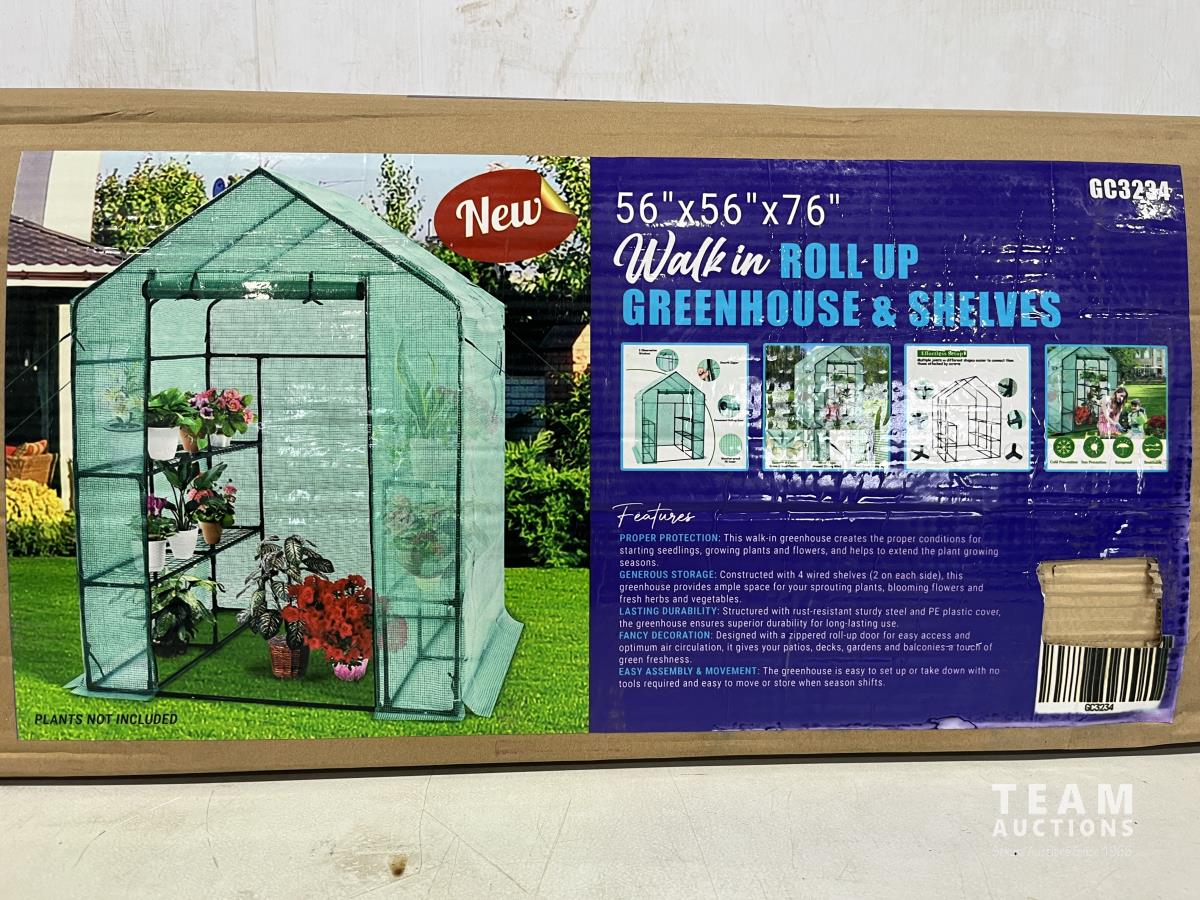 New
GC3234
56"x56"x76"
Walk in ROLL UP
GREENHOUSE & SHELVES
Effortless Setup
Cold Prevention Sun Prevention Rainproof
Features
PROPER PROTECTION: This walk-in greenhouse creates the proper conditions for
starting seedlings, growing plants and flowers, and helps to extend the plant growing
seasons.
GENEROUS STORAGE: Constructed with 4 wired shelves (2 on each side), this
greenhouse provides ample space for your sprouting plants, blooming flowers and
fresh herbs and vegetables.
LASTING DURABILITY: Structured with rust-resistant sturdy steel and PE plastic cover,
the greenhouse ensures superior durability for long-lasting use.
FANCY DECORATION: Designed with a zippered roll-up door for easy access and
optimum air circulation, it gives your patios, decks, gardens and balconies a touch of
green freshness.
EASY ASSEMBLY & MOVEMENT: The greenhouse is easy to set up or take down with no
tools required and easy to move or store when season shifts.
GC3234
PLANTS NOT INCLUDED
TEAM
AUCTIONS